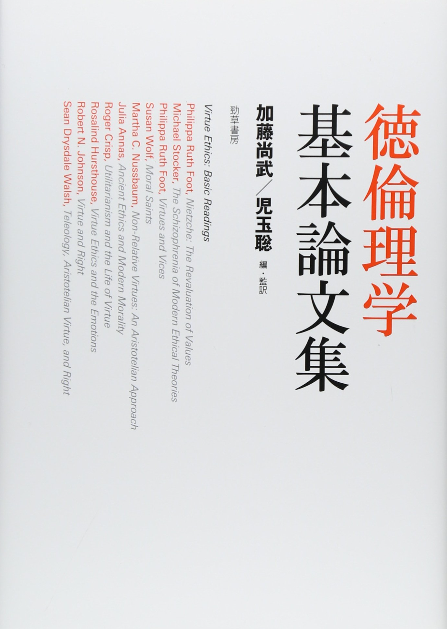 徳倫理学
基本論文集
加藤尚武／児玉聡 編・監訳
勁草書房
Virtue Ethics: Basic Readings
Philippa Ruth Foot, Nietzche: The Revaluation of Values
Michael Stocker, The Schizophrenia of Modern Ethical Theories
Philippa Ruth Foot, Virtues and Vices
Susan Wolf, Moral Saints
Martha C. Nussbaum, Non-Relative Virtues: An Aristotelian Approach
Julia Annas, Ancient Ethics and Modern Morality
Roger Crisp, Utilitarianism and the Life of Virtue
Rosalind Hursthouse, Virtue Ethics and the Emotions
Robert N. Johnson, Virtue and Right
Sean Drysdale Walsh, Teleology, Aristotelian Virtue, and Right